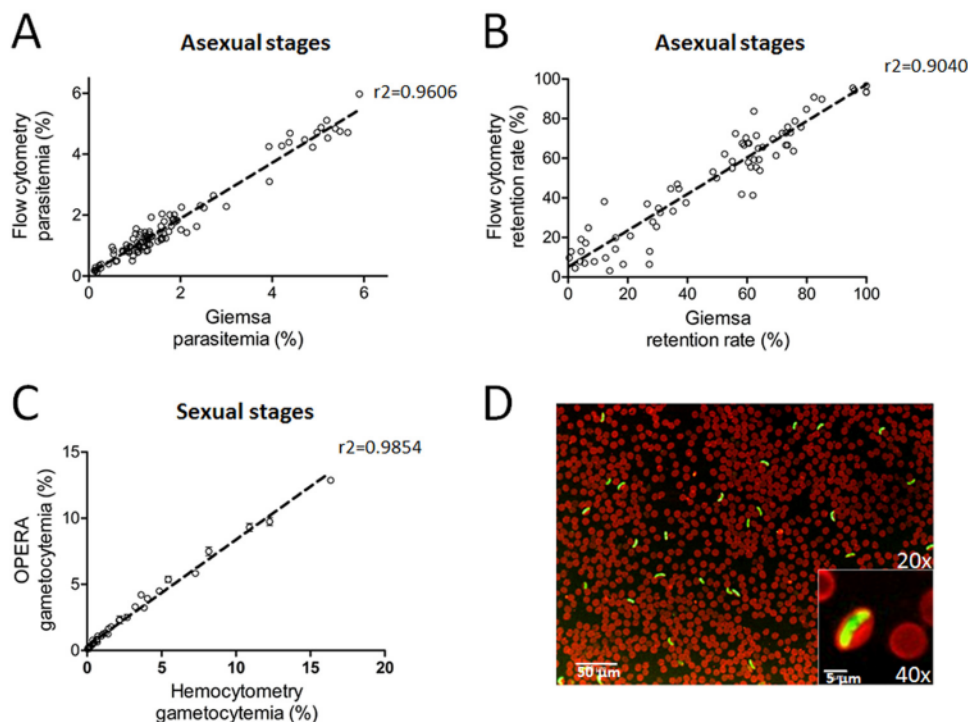 A
Asexual stages
r2=0.9606
Flow cytometry
parasitemia (%)
6
4
2
0
0 2 4 6
Giemsa
parasitemia (%)
B
Asexual stages
r2=0.9040
Flow cytometry
retention rate (%)
100
80
60
40
20
0
0 20 40 60 80 100
Giemsa
retention rate (%)
C
Sexual stages
r2=0.9854
OPERA
gametocytemia (%)
15
10
5
0
0 5 10 15 20
Hemocytometry
gametocytemia (%)
D
20x
50 µm
5 µm
40x